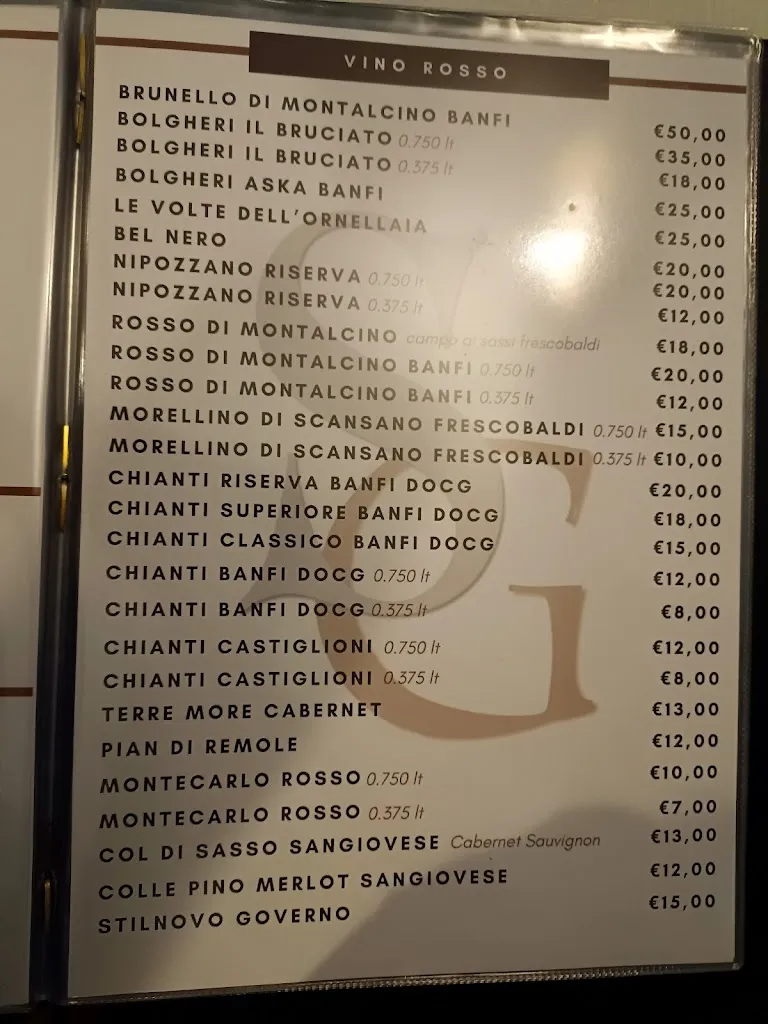 VINO ROSSO
BRUNELLO DI MONTALCINO BANFI €50,00
BOLGHERI IL BRUCIATO 0.750 lt €35,00
BOLGHERI IL BRUCIATO 0.375 lt €18,00
BOLGHERI ASKA BANFI €25,00
LE VOLTE DELL'ORNELLAIA €25,00
BEL NERO €20,00
NIPOZZANO RISERVA 0.750 lt €20,00
NIPOZZANO RISERVA 0.375 lt €12,00
ROSSO DI MONTALCINO campo ai sassi frescobaldi €18,00
ROSSO DI MONTALCINO BANFI 0.750 lt €20,00
ROSSO DI MONTALCINO BANFI 0.375 lt €12,00
MORELLINO DI SCANSANO FRESCOBALDI 0.750 lt €15,00
MORELLINO DI SCANSANO FRESCOBALDI 0.375 lt €10,00
CHIANTI RISERVA BANFI DOCG €20,00
CHIANTI SUPERIORE BANFI DOCG €18,00
CHIANTI CLASSICO BANFI DOCG €15,00
CHIANTI BANFI DOCG 0.750 lt €12,00
CHIANTI BANFI DOCG 0.375 lt €8,00
CHIANTI CASTIGLIONI 0.750 lt €12,00
CHIANTI CASTIGLIONI 0.375 lt €8,00
TERRE MORE CABERNET €13,00
PIAN DI REMOLE €12,00
MONTECARLO ROSSO 0.750 lt €10,00
MONTECARLO ROSSO 0.375 lt €7,00
COL DI SASSO SANGIOVESE Cabernet Sauvignon €13,00
COLLE PINO MERLOT SANGIOVESE €12,00
STILNOVO GOVERNO €15,00